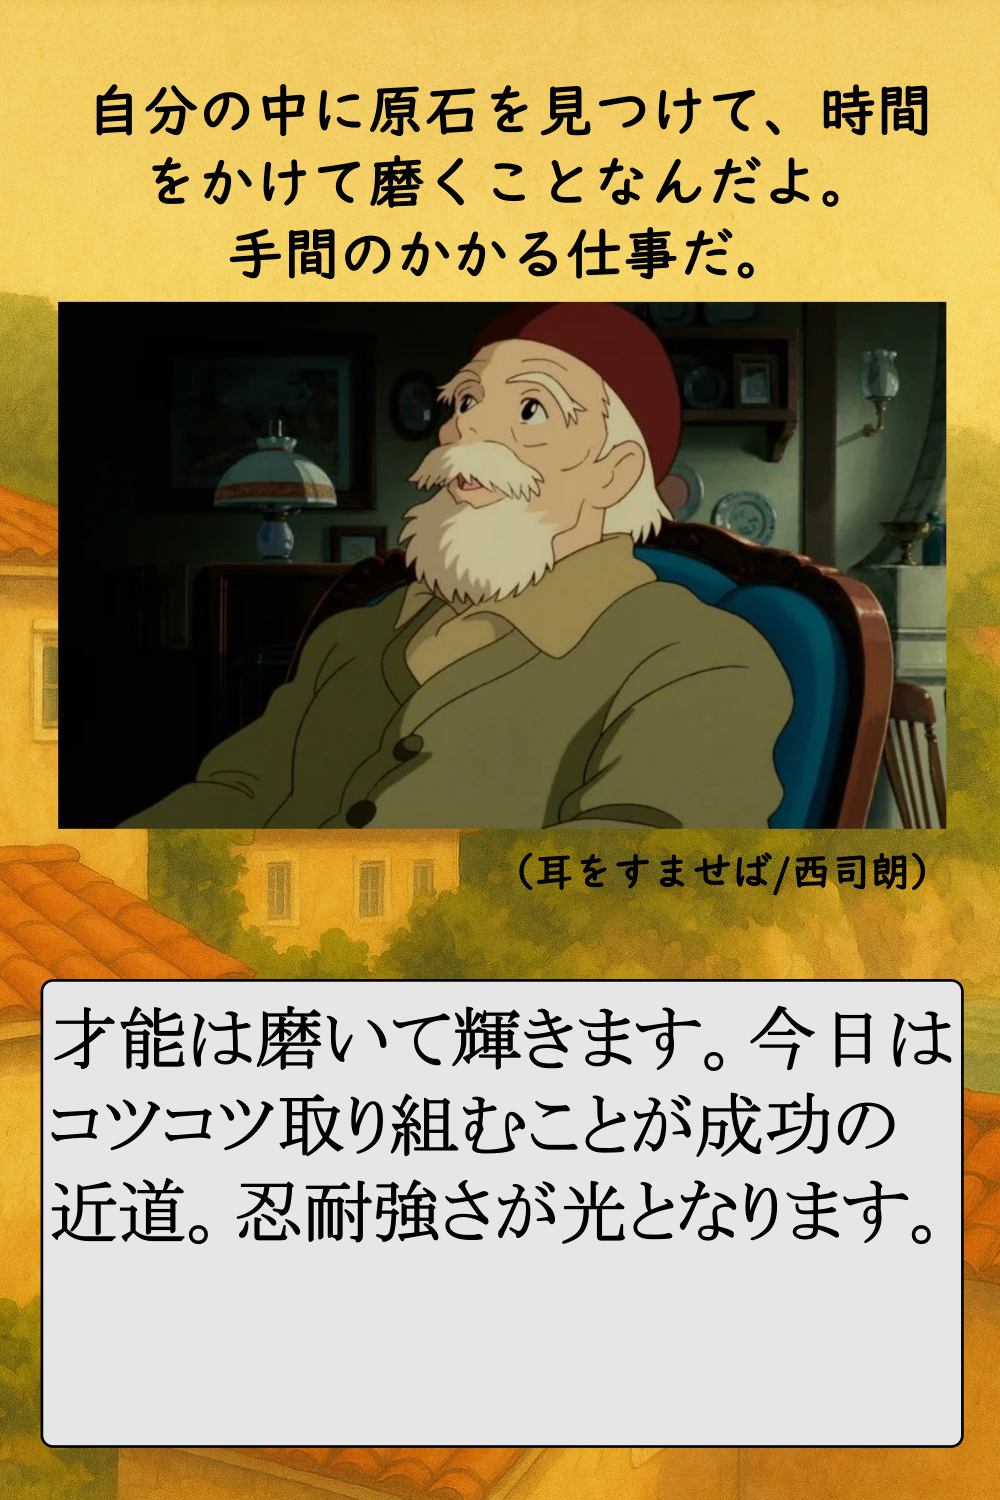 自分の中に原石を見つけて、時間
をかけて磨くことなんだよ。
手間のかかる仕事だ。
（耳をすませば/西司朗）
才能は磨いて輝きます。今日は
コツコツ取り組むことが成功の
近道。忍耐強さが光となります。